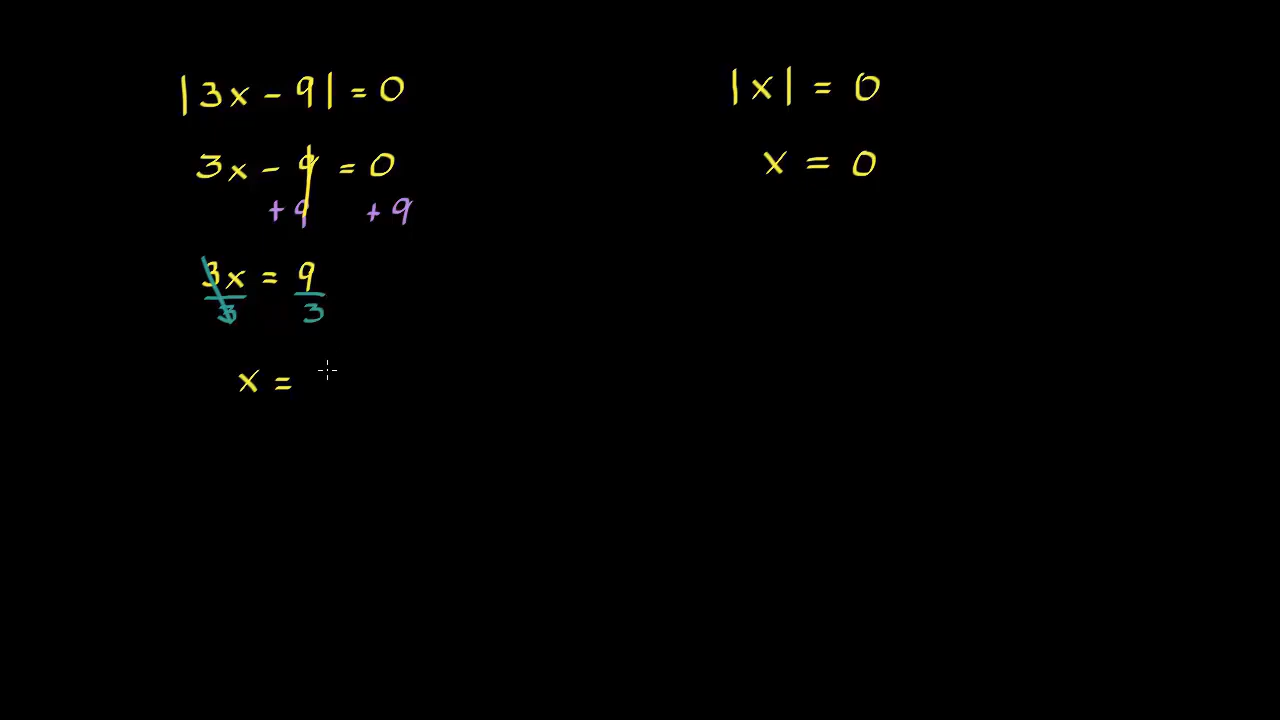 |3x - 9| = 0
3x - 9 = 0
+9 +9
3x = 9
3 3
x =
|x| = 0
x = 0